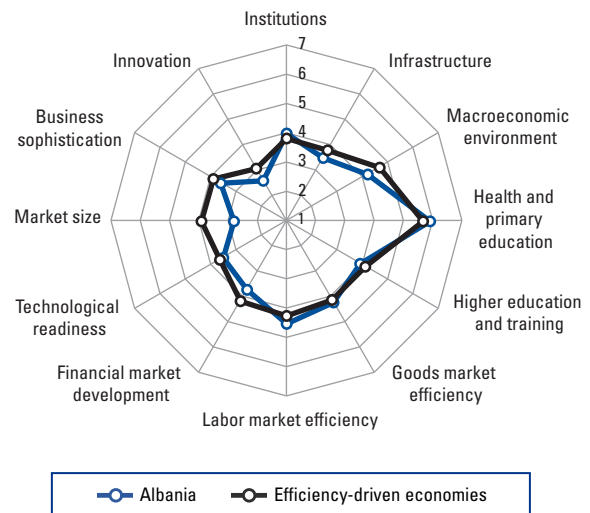 Institutions
7
6
5
4
3
2
1
Infrastructure
Macroeconomic
environment
Health and
primary
education
Higher education
and training
Goods market
efficiency
Labor market efficiency
Financial market
development
Technological
readiness
Market size
Business
sophistication
Innovation
Albania
Efficiency-driven economies